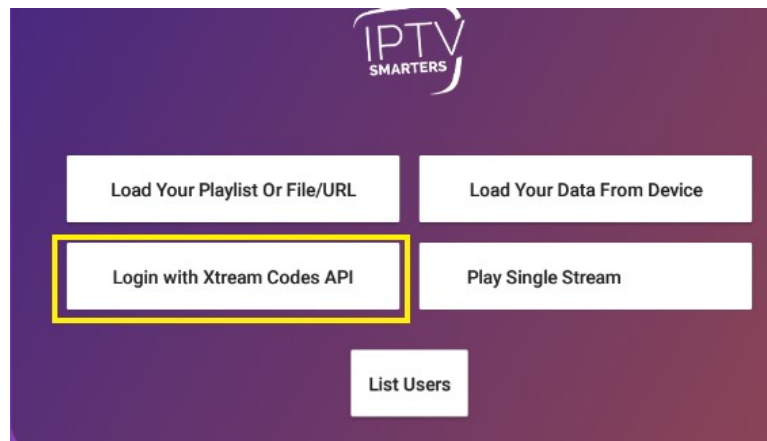 IPTV
SMARTERS
Load Your Playlist Or File/URL
Load Your Data From Device
Login with Xtream Codes API
Play Single Stream
List Users